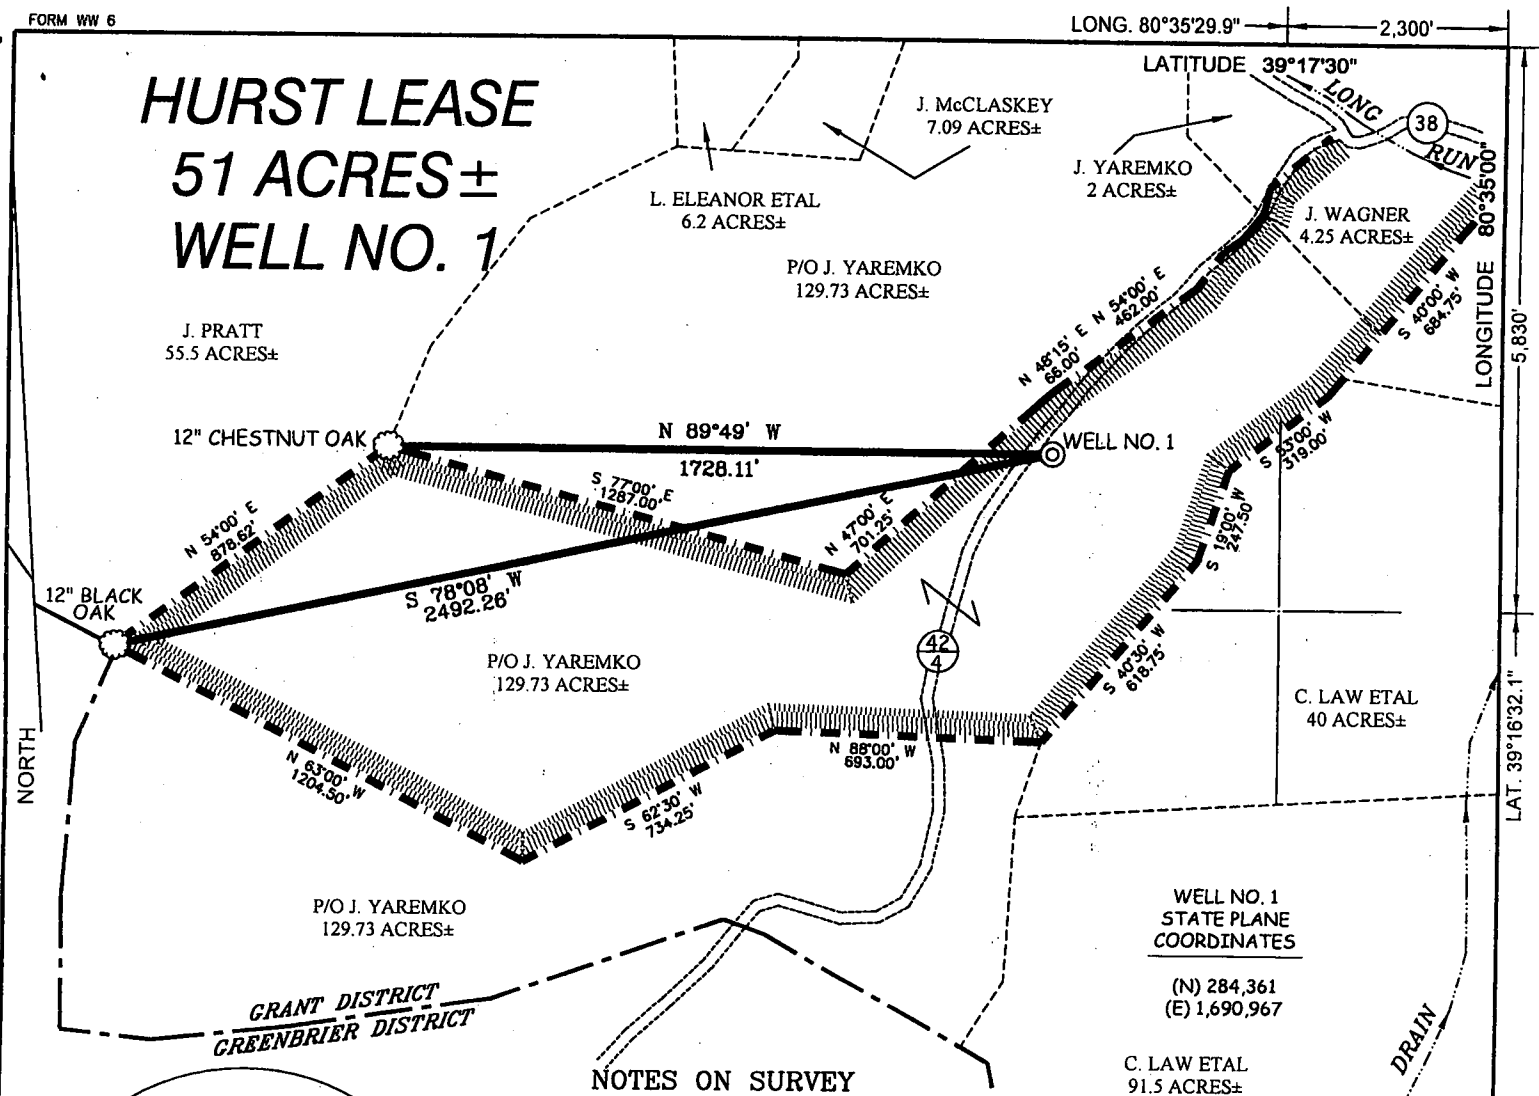 FORM WW 6
LONG. 80°35'29.9"
2,300'
LATITUDE 39°17'30"
HURST LEASE
51 ACRES±
WELL NO. 1
J. McCLASKEY
7.09 ACRES±
LONG
RUN
38
J. YAREMKO
2 ACRES±
L. ELEANOR ETAL
6.2 ACRES±
J. WAGNER
4.25 ACRES±
LONGITUDE 80°35'00"
5,830'
P/O J. YAREMKO
129.73 ACRES±
J. PRATT
55.5 ACRES±
N 48°15' E
66.00'
N 54°00' E
462.00'
S 40°00' W
684.75'
12" CHESTNUT OAK
N 89°49' W
1728.11'
WELL NO. 1
S 53°00' W
319.00'
S 77°00' E
1287.00'
N 47°00' E
701.25'
N 54°00' E
878.62'
S 19°00' W
247.50'
12" BLACK
OAK
S 78°08' W
2492.26'
42
4
P/O J. YAREMKO
129.73 ACRES±
S 40°30' W
618.75'
C. LAW ETAL
40 ACRES±
LAT. 39°16'32.1"
NORTH
N 63°00' W
1204.50'
S 62°30' W
734.25'
N 88°00' W
693.00'
P/O J. YAREMKO
129.73 ACRES±
WELL NO. 1
STATE PLANE
COORDINATES
(N) 284,361
(E) 1,690,967
GRANT DISTRICT
GREENBRIER DISTRICT
DRAIN
NOTES ON SURVEY
C. LAW ETAL
91.5 ACRES±